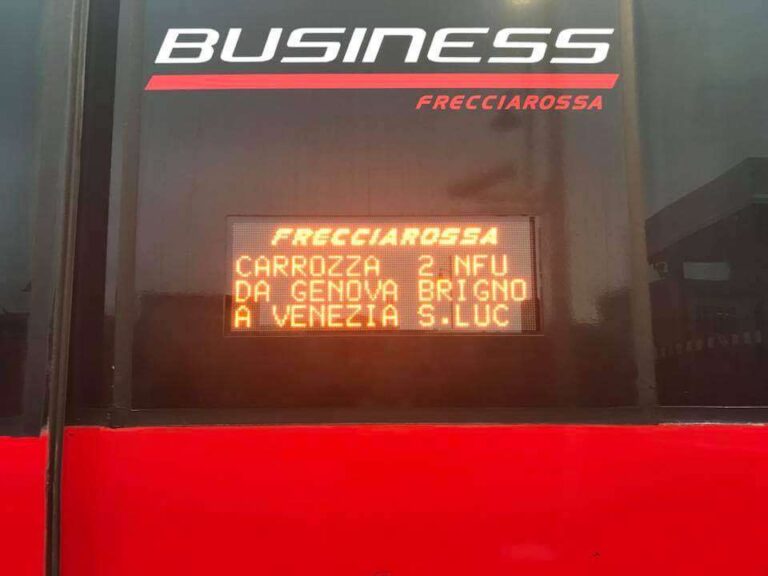 BUSINESS
FRECCIAROSSA
FRECCIAROSSA
CARROZZA 2 NFU
DA GENOVA BRIGNO
A VENEZIA S.LUC